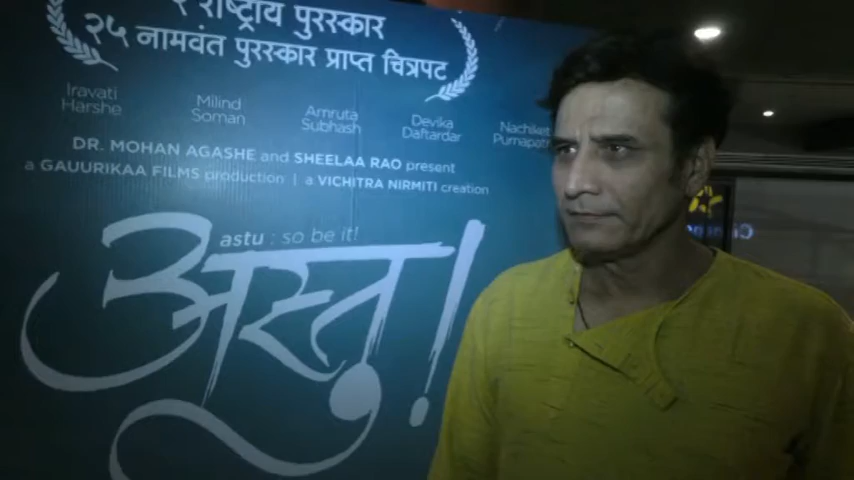 राष्ट्रीय पुरस्कार
२५ नामवंत पुरस्कार प्राप्त चित्रपट
Iravati Harshe
Milind Soman
Amruta Subhash
Devika Daftardar
Nachiket
DR. MOHAN AGASHE and SHEELAA RAO present
a GAUURIKAA FILMS production | a VICHITRA NIRMITI creation
astu : so be it!
अस्तु!